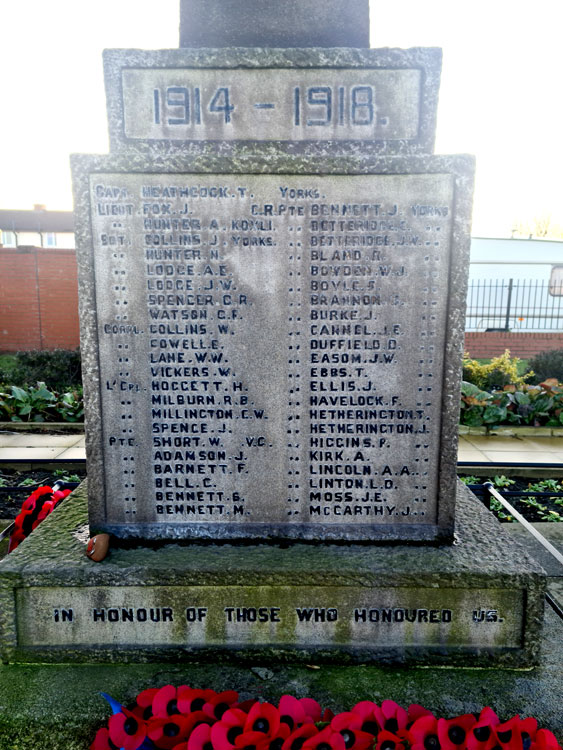 1914 - 1918.
CAPT. HEATHCOCK. T. YORKS.
LIEUT. FOX. J.
" HUNTER A. KOYLI.
SGT. COLLINS. J. YORKS.
" HUNTER N.
" LODGE. A.E.
" LODGE. J.W.
" SPENCER. C.R.
" WATSON. C.F.
CORPL. COLLINS. W.
" COWELL. E.
" LANE. W.W.
" VICKERS. W.
L'CPL. HOGGETT. H.
" MILBURN. R.B.
" MILLINGTON. C.W.
" SPENCE. J.
PTE. SHORT. W. V.C.
" ADAMSON. J.
" BARNETT. F.
" BELL. C.
" BENNETT. G.
" BENNETT. M.
PTE BENNETT. J. YORKS
" BETTERIDGE. C. "
" BETTERIDGE. J.W. "
" BLAND. R. "
" BOWDEN. W.J. "
" BOYLE. S. "
" BRANNON. J. "
" BURKE. J. "
" CANNEL. J.E. "
" DUFFIELD. D. "
" EASOM. J.W. "
" EBBS. T. "
" ELLIS. J. "
" HAVELOCK. F. "
" HETHERINGTON. T. "
" HETHERINGTON. J. "
" HIGGINS. P. "
" KIRK. A. "
" LINCOLN. A.A. "
" LINTON. L.D. "
" MOSS. J.E. "
" McCARTHY. J. "
IN HONOUR OF THOSE WHO HONOURED US.